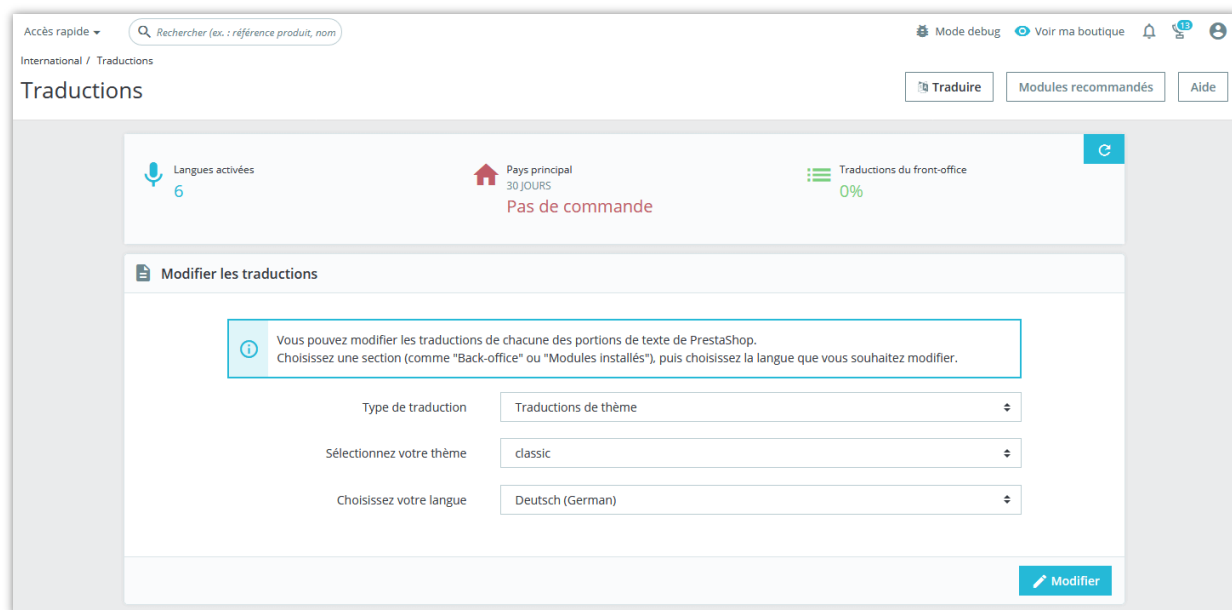 Accès rapide
Rechercher (ex. : référence produit, nom
Mode debug
Voir ma boutique
13
International / Traductions
Traductions
Traduire
Modules recommandés
Aide
Langues activées
6
Pays principal
30 JOURS
Pas de commande
Traductions du front-office
0%
Modifier les traductions
Vous pouvez modifier les traductions de chacune des portions de texte de PrestaShop.
Choisissez une section (comme "Back-office" ou "Modules installés"), puis choisissez la langue que vous souhaitez modifier.
Type de traduction
Traductions de thème
Sélectionnez votre thème
classic
Choisissez votre langue
Deutsch (German)
Modifier